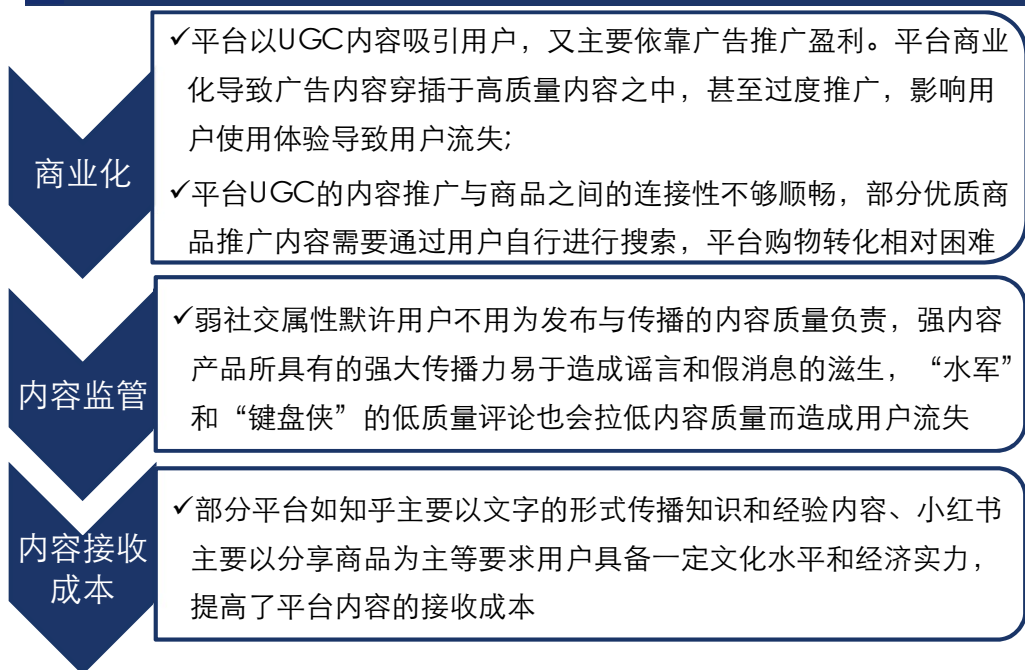 商业化
✓平台以UGC内容吸引用户，又主要依靠广告推广盈利。平台商业
化导致广告内容穿插于高质量内容之中，甚至过度推广，影响用
户使用体验导致用户流失;
✓平台UGC的内容推广与商品之间的连接性不够顺畅，部分优质商
品推广内容需要通过用户自行进行搜索，平台购物转化相对困难
内容监管
✓弱社交属性默许用户不用为发布与传播的内容质量负责，强内容
产品所具有的强大传播力易于造成谣言和假消息的滋生，“水军”
和“键盘侠”的低质量评论也会拉低内容质量而造成用户流失
内容接收
成本
✓部分平台如知乎主要以文字的形式传播知识和经验内容、小红书
主要以分享商品为主等要求用户具备一定文化水平和经济实力，
提高了平台内容的接收成本